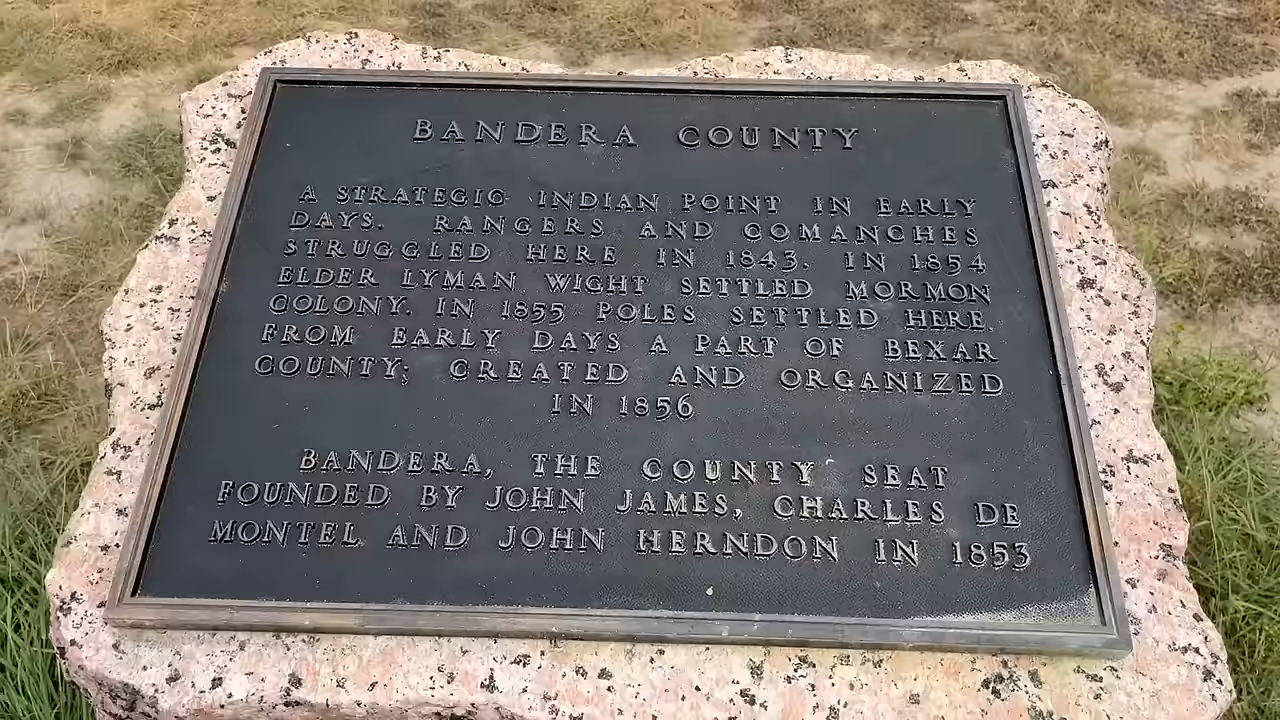 BANDERA COUNTY
A STRATEGIC INDIAN POINT IN EARLY
DAYS. RANGERS AND COMANCHES
STRUGGLED HERE IN 1843. IN 1854
ELDER LYMAN WIGHT SETTLED MORMON
COLONY. IN 1855 POLES SETTLED HERE.
FROM EARLY DAYS A PART OF BEXAR
COUNTY; CREATED AND ORGANIZED
IN 1856
BANDERA, THE COUNTY SEAT
FOUNDED BY JOHN JAMES, CHARLES DE
MONTEL AND JOHN HERNDON IN 1853